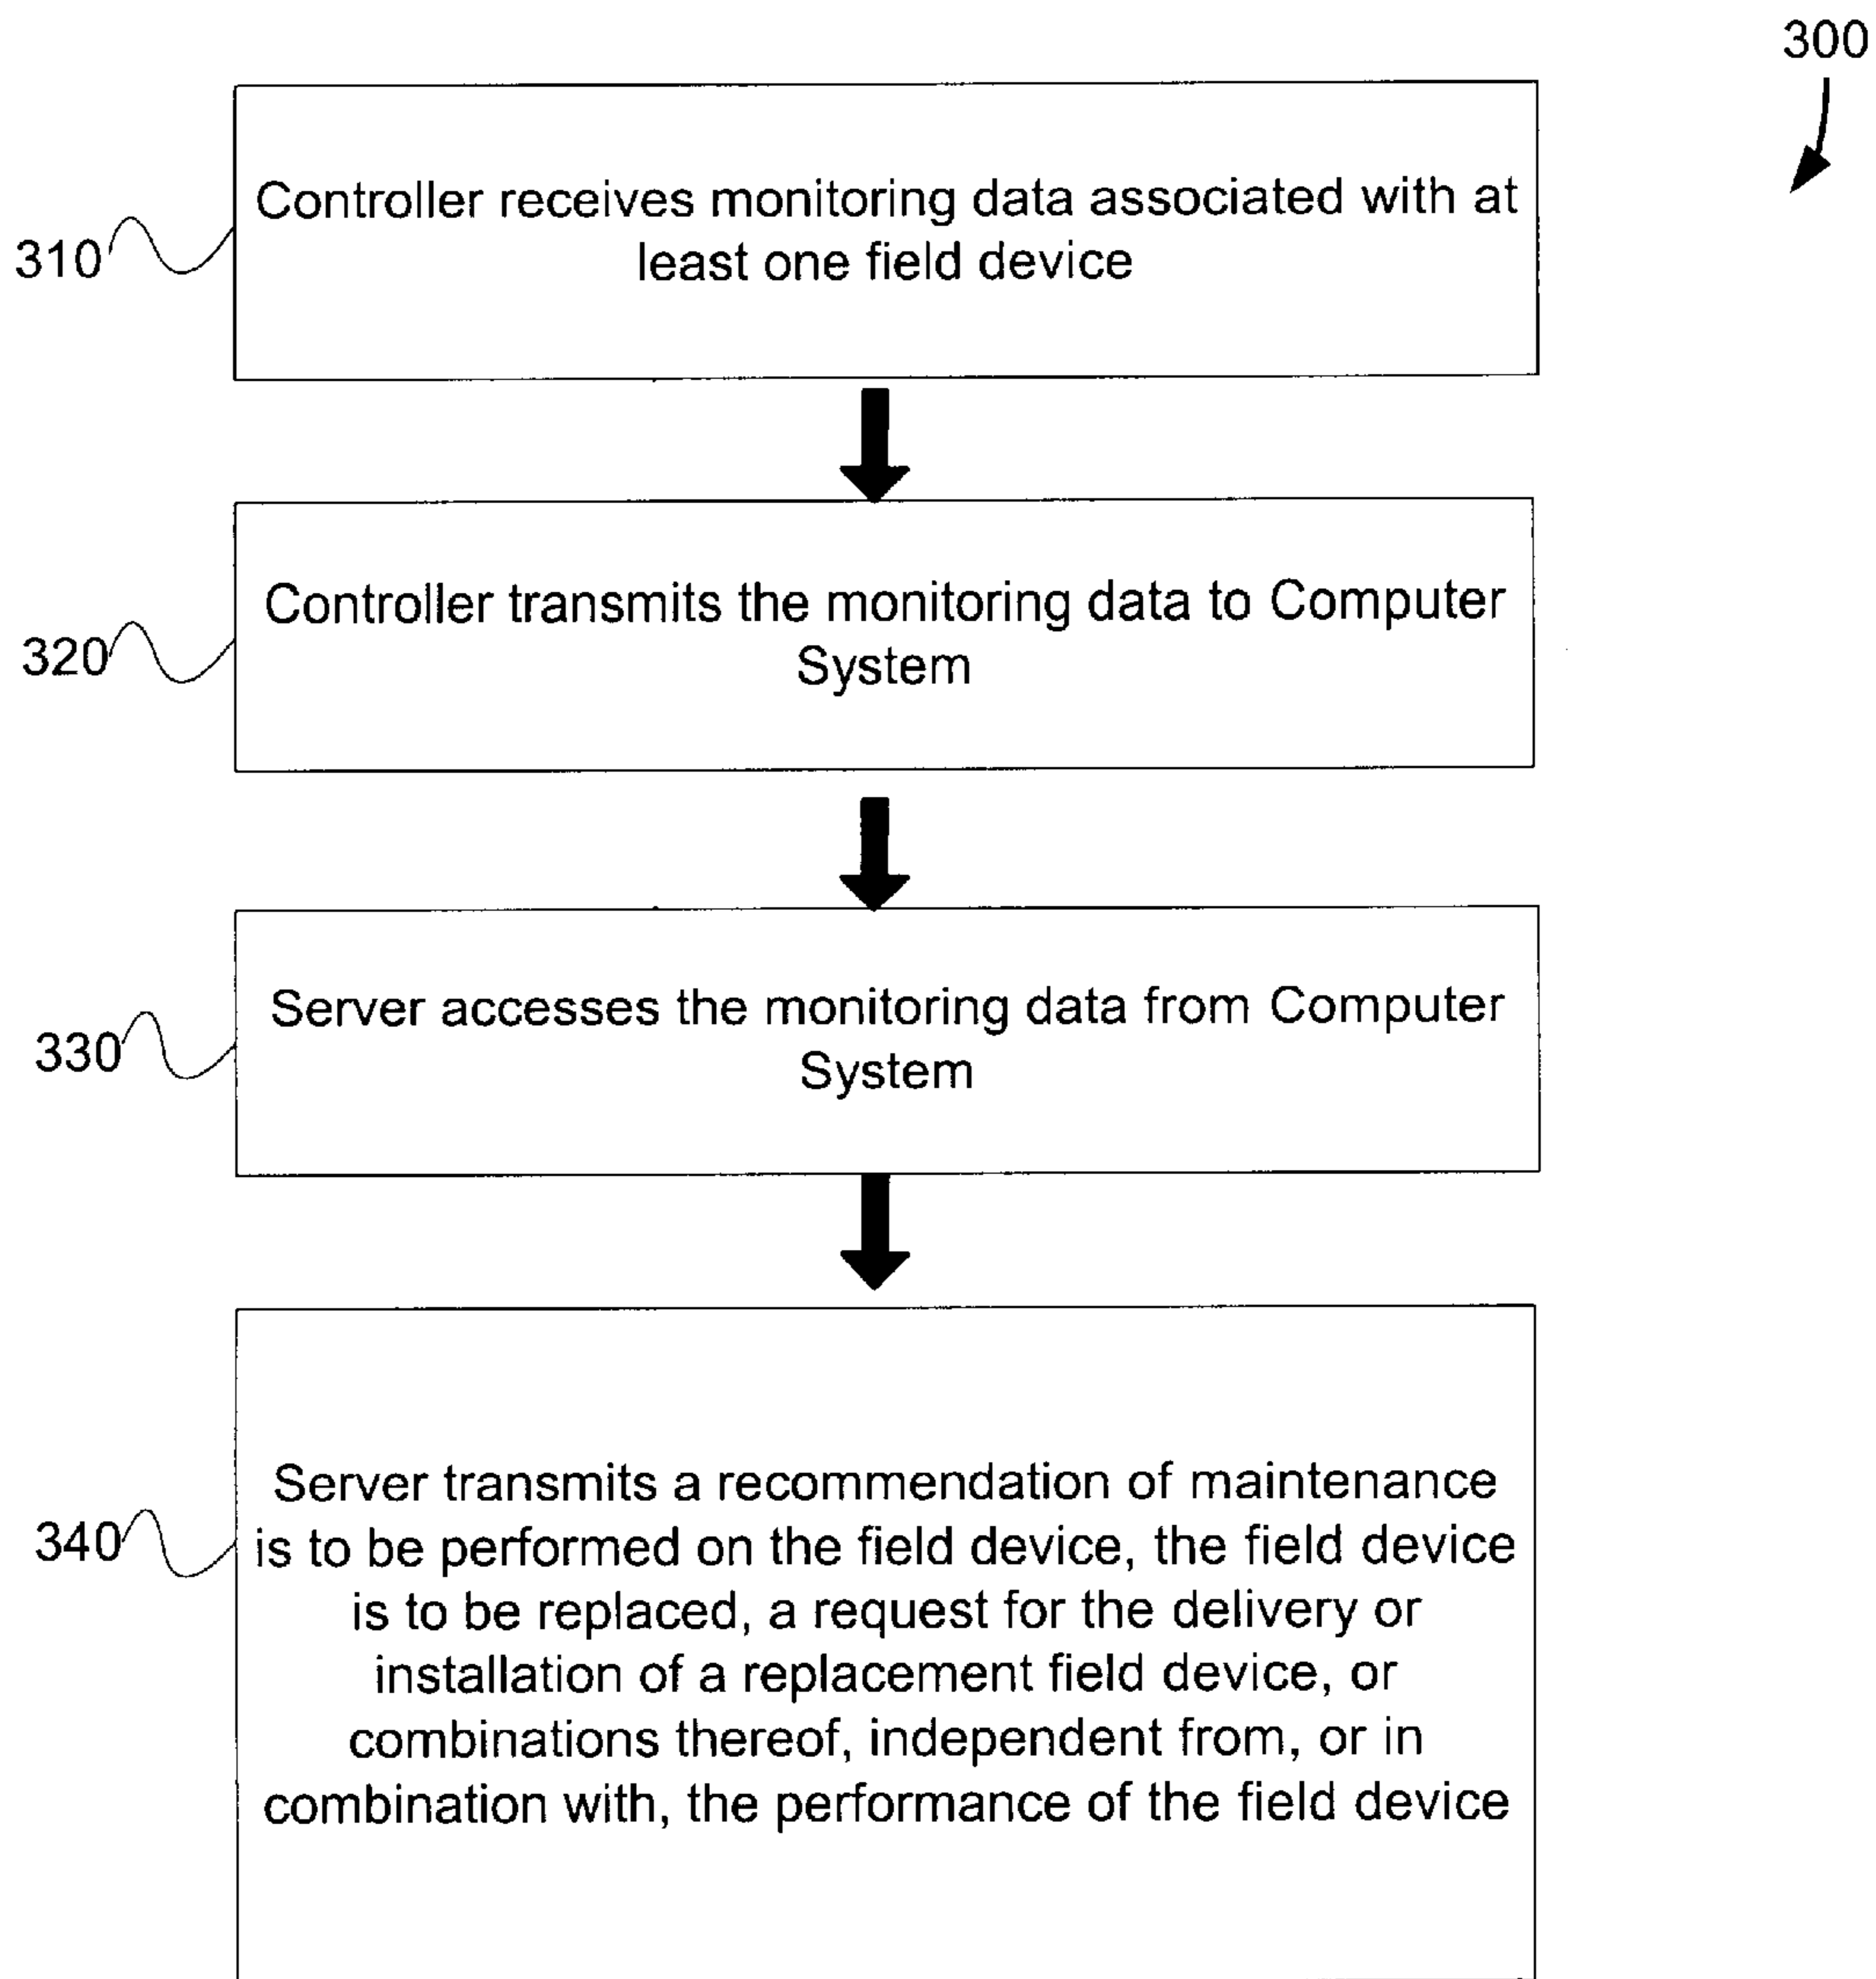 300
Controller receives monitoring data associated with at
least one field device
310
Controller transmits the monitoring data to Computer
System
320
Server accesses the monitoring data from Computer
System
330
Server transmits a recommendation of maintenance
is to be performed on the field device, the field device
is to be replaced, a request for the delivery or
installation of a replacement field device, or
combinations thereof, independent from, or in
combination with, the performance of the field device
340